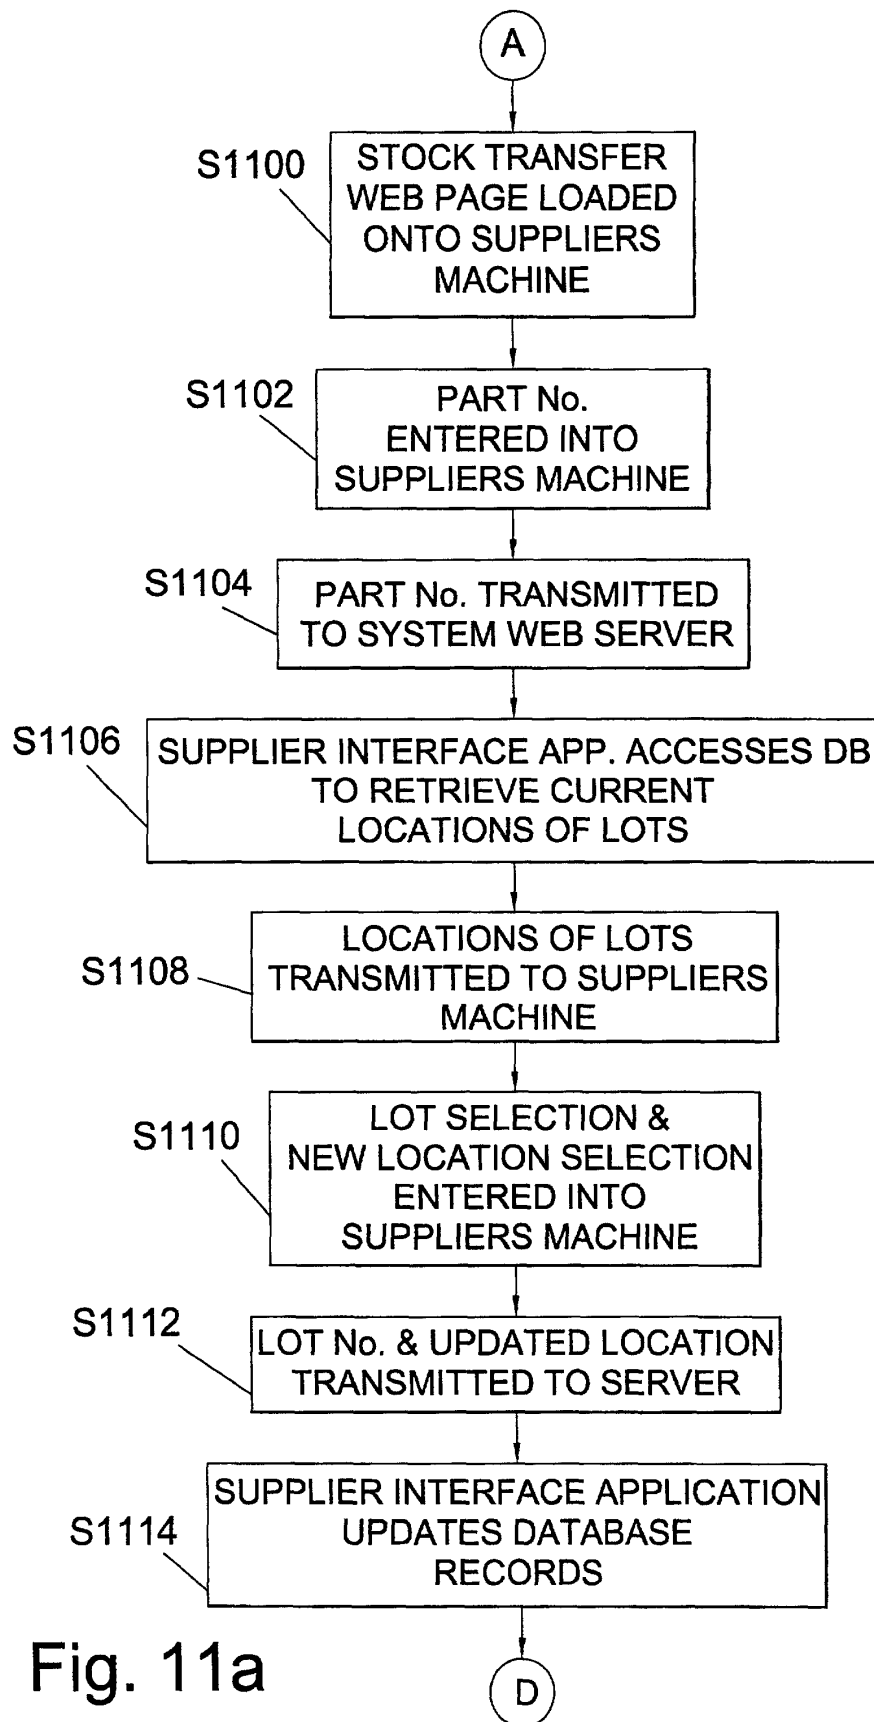 A
S1100
STOCK TRANSFER
WEB PAGE LOADED
ONTO SUPPLIERS
MACHINE
S1102
PART No.
ENTERED INTO
SUPPLIERS MACHINE
S1104
PART No. TRANSMITTED
TO SYSTEM WEB SERVER
S1106
SUPPLIER INTERFACE APP. ACCESSES DB
TO RETRIEVE CURRENT
LOCATIONS OF LOTS
S1108
LOCATIONS OF LOTS
TRANSMITTED TO SUPPLIERS
MACHINE
S1110
LOT SELECTION &
NEW LOCATION SELECTION
ENTERED INTO
SUPPLIERS MACHINE
S1112
LOT No. & UPDATED LOCATION
TRANSMITTED TO SERVER
S1114
SUPPLIER INTERFACE APPLICATION
UPDATES DATABASE
RECORDS
D
Fig. 11a